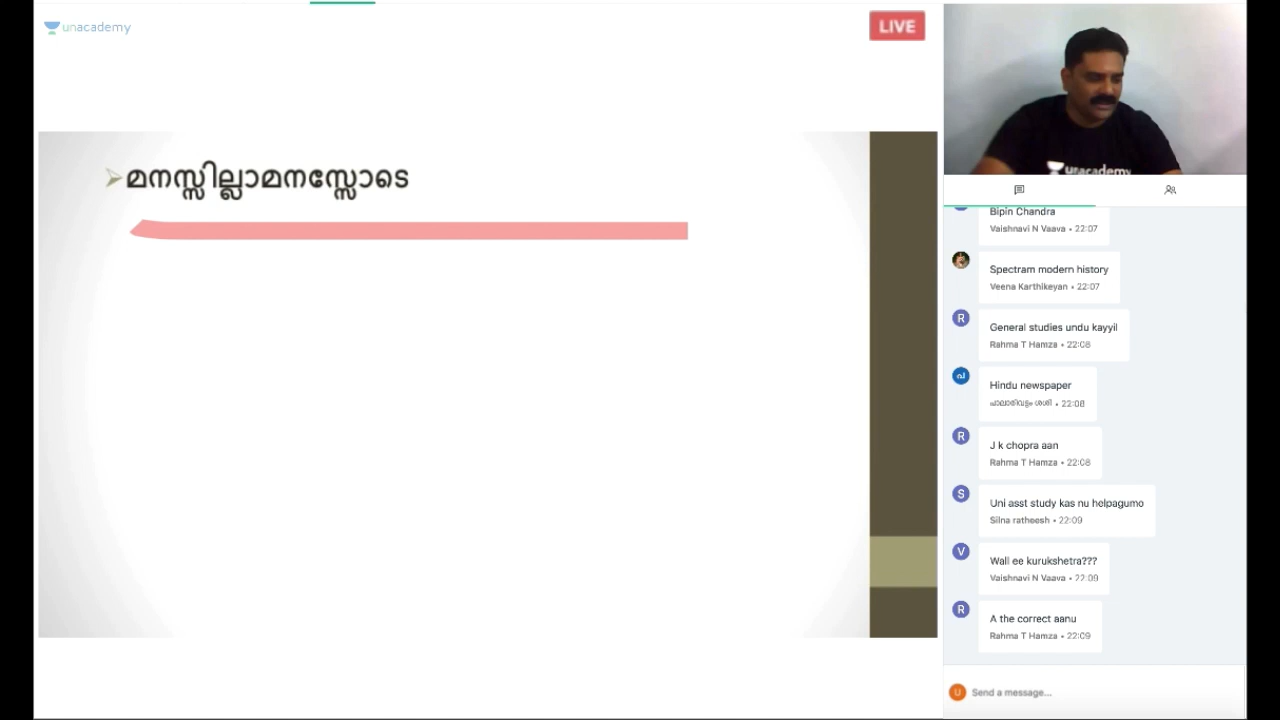 unacademy
LIVE
മനസ്സില്ലാമനസ്സോടെ
unacademy
Bipin Chandra
Vaishnavi N Vaava • 22:07
Spectram modern history
Veena Karthikeyan • 22:07
R
General studies undu kayyil
Rahma T Hamza • 22:08
പാ
Hindu newspaper
പാലാരിവട്ടം ശശി • 22:08
R
J k chopra aan
Rahma T Hamza • 22:08
S
Uni asst study kas nu helpagumo
Silna ratheesh • 22:09
V
Wall ee kurukshetra???
Vaishnavi N Vaava • 22:09
R
A the correct aanu
Rahma T Hamza • 22:09
U
Send a message...